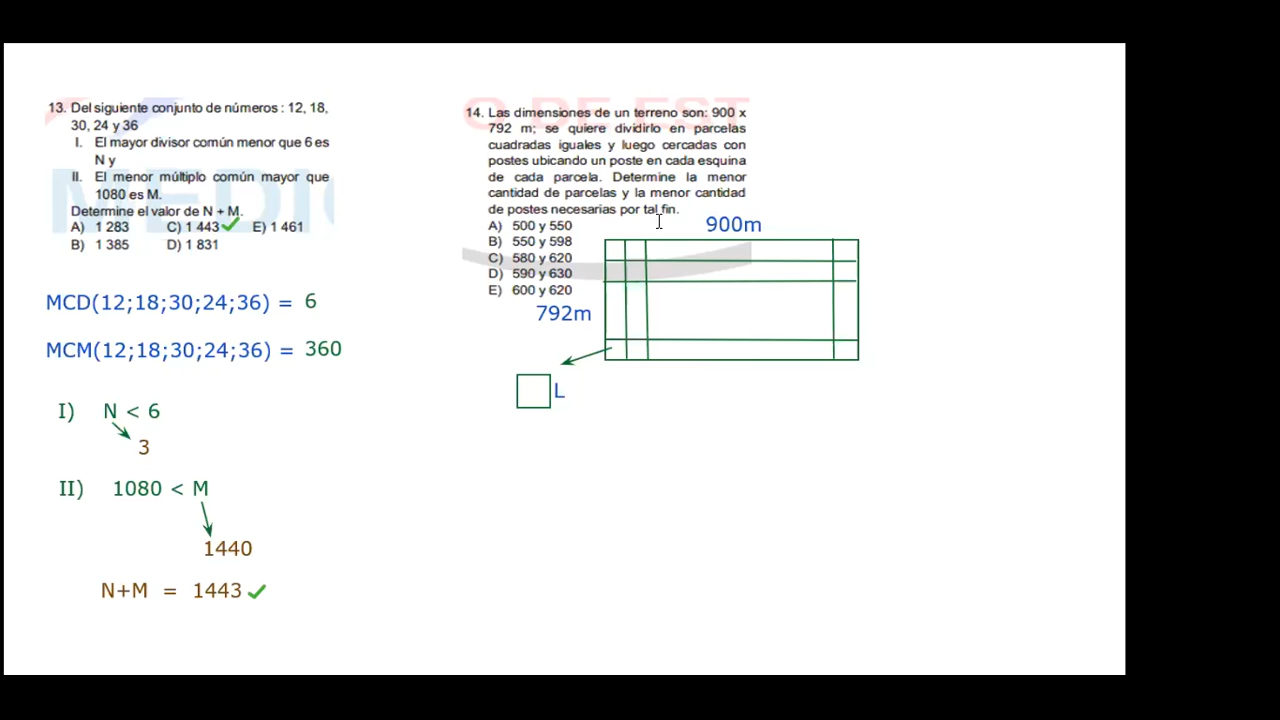 13. Del siguiente conjunto de números : 12, 18,
30, 24 y 36
I. El mayor divisor común menor que 6 es
N y
II. El menor múltiplo común mayor que
1080 es M.
Determine el valor de N + M.
A) 1 283 C) 1 443 E) 1 461
B) 1 385 D) 1 831
MCD(12;18;30;24;36) = 6
MCM(12;18;30;24;36) = 360
I) N < 6
3
II) 1080 < M
1440
N+M = 1443
14. Las dimensiones de un terreno son: 900 x
792 m; se quiere dividirlo en parcelas
cuadradas iguales y luego cercadas con
postes ubicando un poste en cada esquina
de cada parcela. Determine la menor
cantidad de parcelas y la menor cantidad
de postes necesarias por tal fin.
A) 500 y 550
B) 550 y 598
C) 580 y 620
D) 590 y 630
E) 600 y 620
900m
792m
L